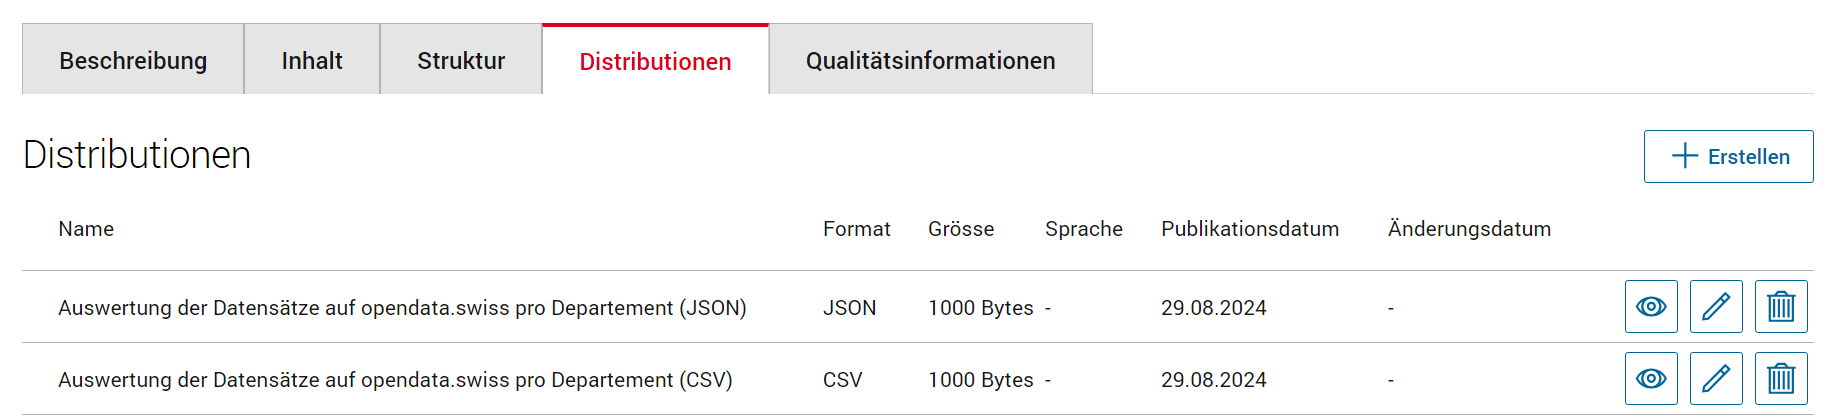 Beschreibung Inhalt Struktur Distributionen Qualitätsinformationen
Distributionen
Erstellen
Name Format Grösse Sprache Publikationsdatum Änderungsdatum
Auswertung der Datensätze auf opendata.swiss pro Departement (JSON) JSON 1000 Bytes - 29.08.2024 -
Auswertung der Datensätze auf opendata.swiss pro Departement (CSV) CSV 1000 Bytes - 29.08.2024 -